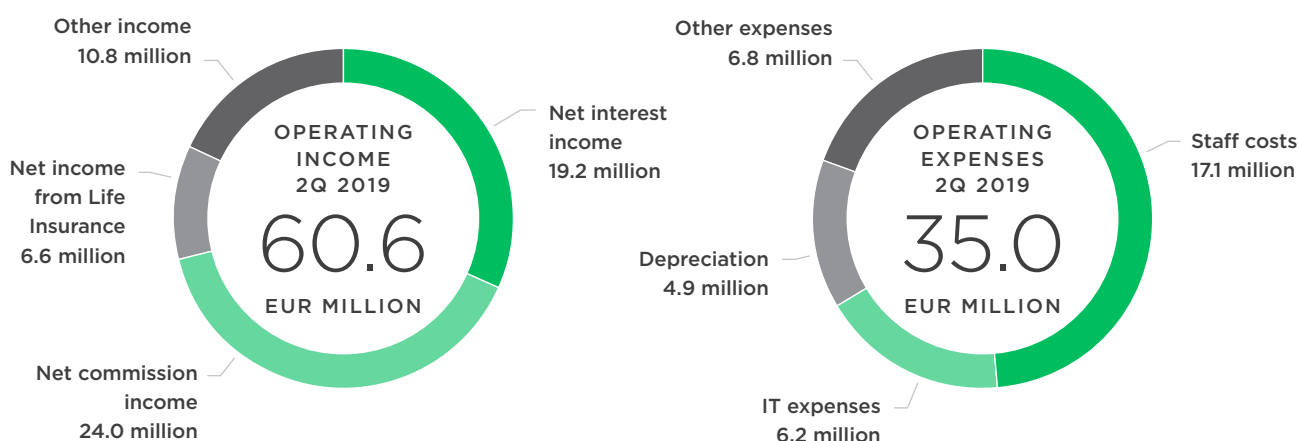 Other income
10.8 million
Net interest
income
19.2 million
Net income
from Life
Insurance
6.6 million
Net commission
income
24.0 million
OPERATING
INCOME
2Q 2019
60.6
EUR MILLION
Other expenses
6.8 million
Staff costs
17.1 million
Depreciation
4.9 million
IT expenses
6.2 million
OPERATING
EXPENSES
2Q 2019
35.0
EUR MILLION